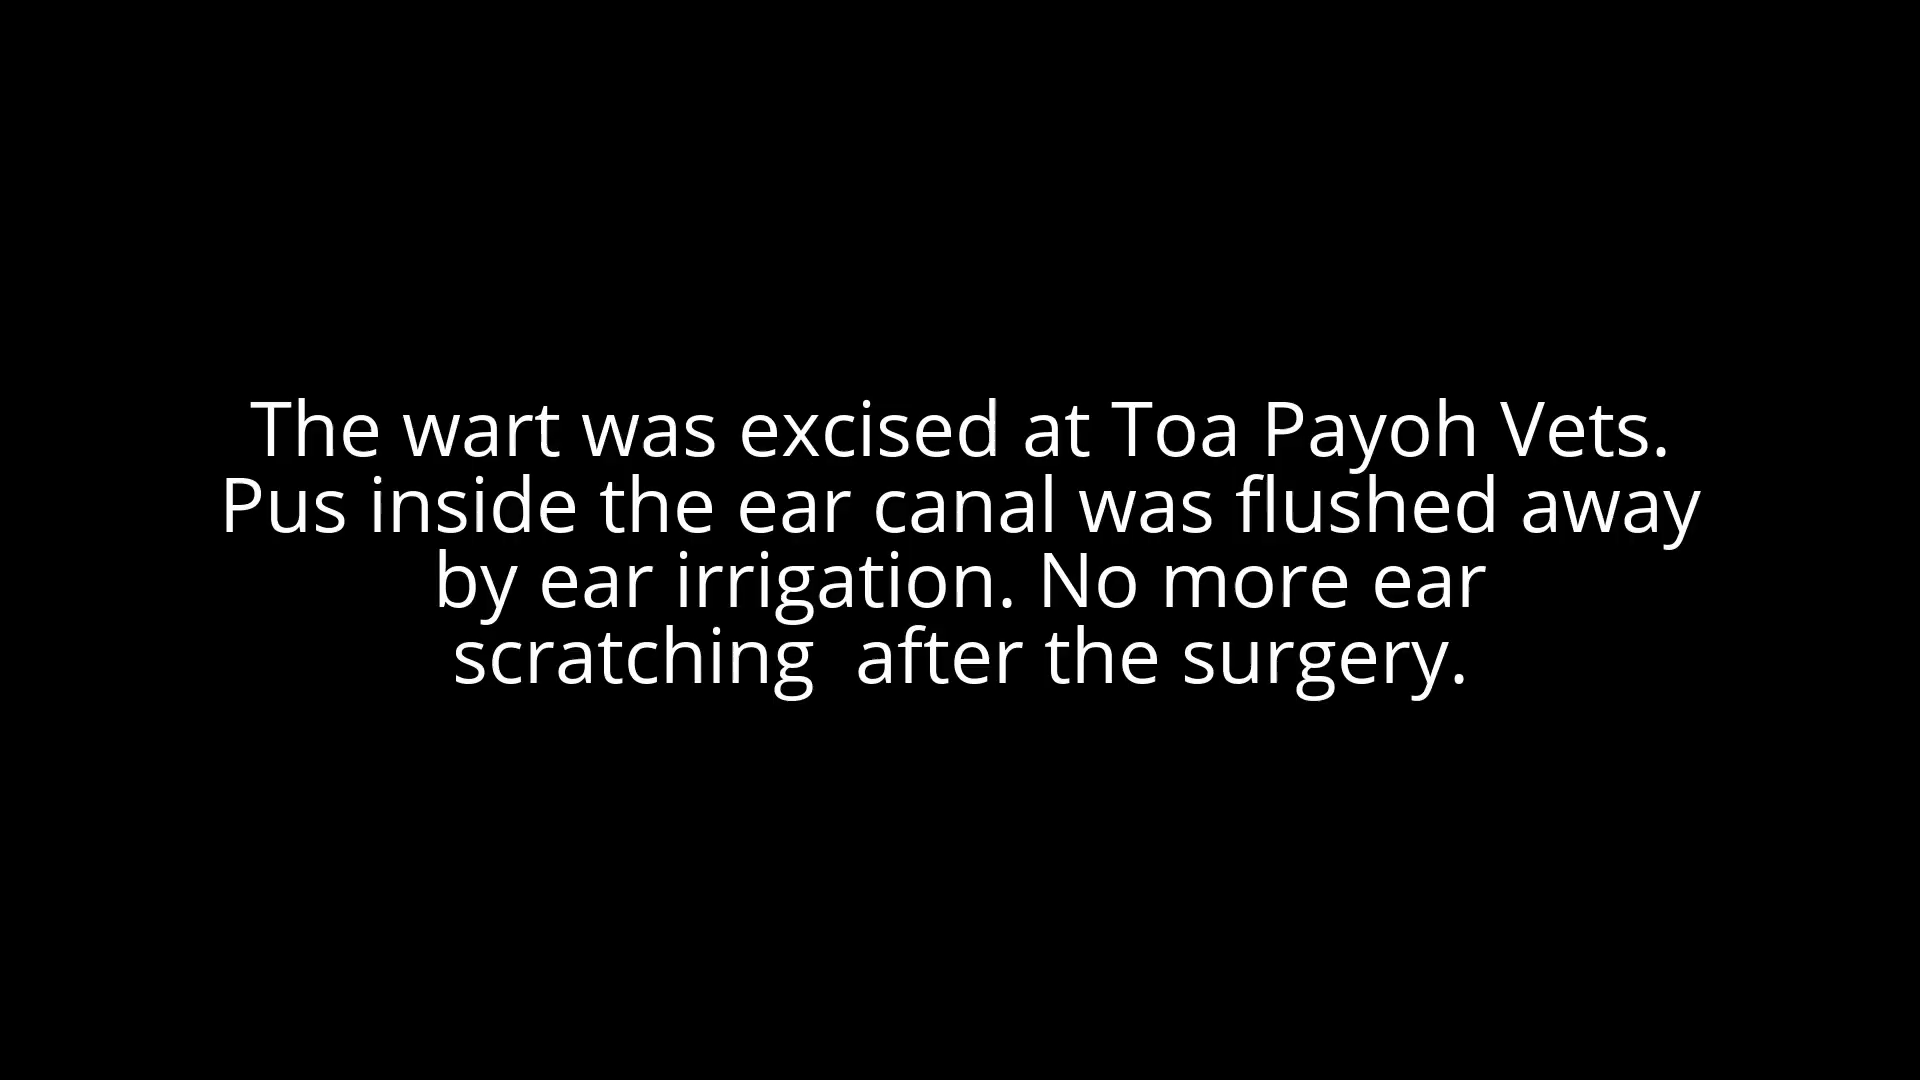 The wart was excised at Toa Payoh Vets.
Pus inside the ear canal was flushed away
by ear irrigation. No more ear
scratching  after the surgery.